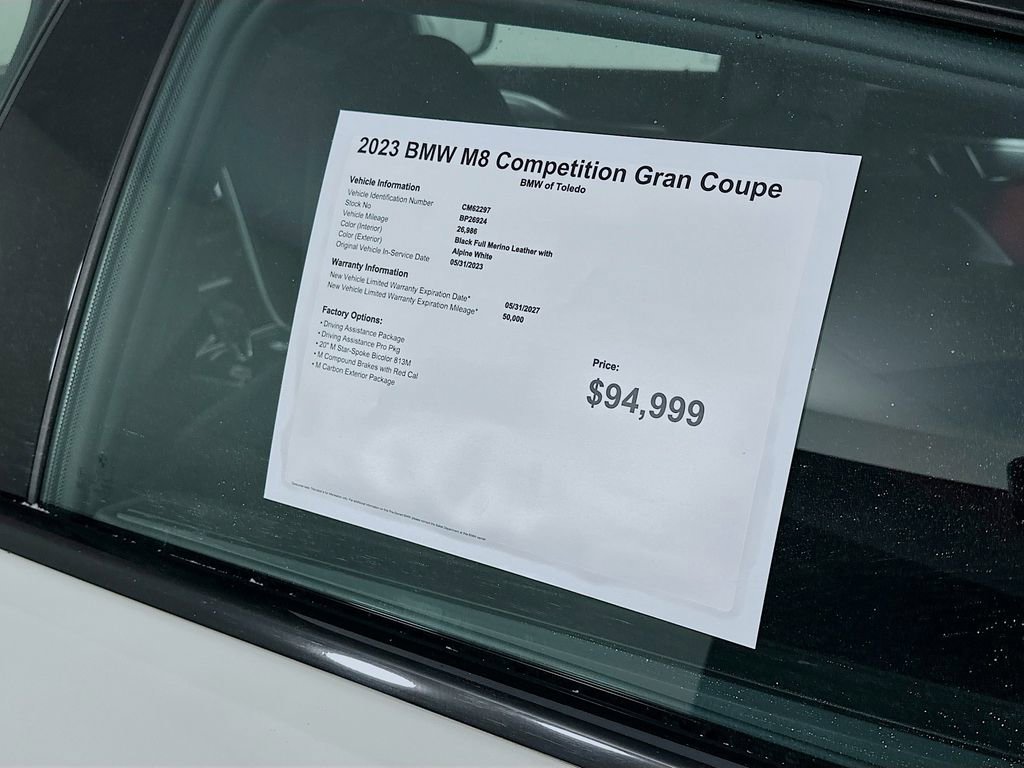 2023 BMW M8 Competition Gran Coupe
BMW of Toledo
Vehicle Information
Vehicle Identification Number CM62297
Stock No BP26924
Vehicle Mileage 26,986
Color (Interior) Black Full Merino Leather with
Color (Exterior) Alpine White
Original Vehicle In-Service Date 05/31/2023
Warranty Information
New Vehicle Limited Warranty Expiration Date* 05/31/2027
New Vehicle Limited Warranty Expiration Mileage* 50,000
Factory Options:
• Driving Assistance Package
• Driving Assistance Pro Pkg
• 20" M Star-Spoke Bicolor 813M
• M Compound Brakes with Red Cal
• M Carbon Exterior Package
Price:
$94,999